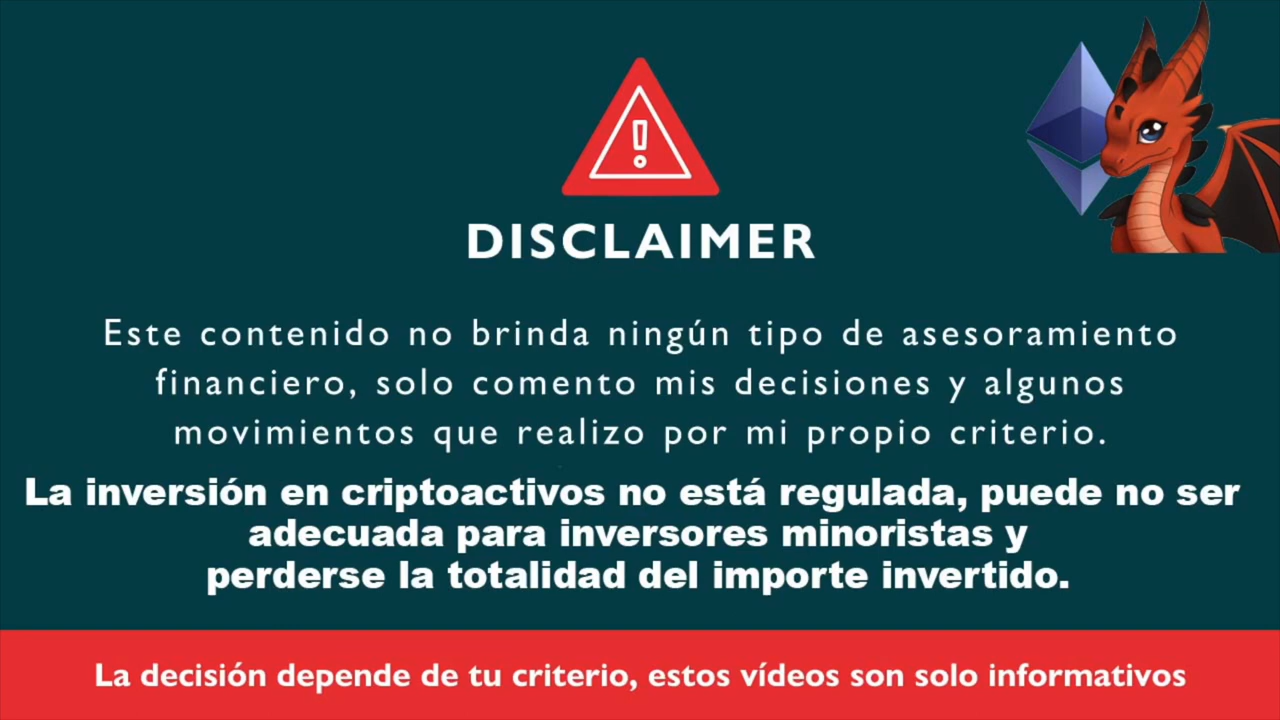 DISCLAIMER
Este contenido no brinda ningún tipo de asesoramiento
financiero, solo comento mis decisiones y algunos
movimientos que realizo por mi propio criterio.
La inversión en criptoactivos no está regulada, puede no ser
adecuada para inversores minoristas y
perderse la totalidad del importe invertido.
La decisión depende de tu criterio, estos vídeos son solo informativos